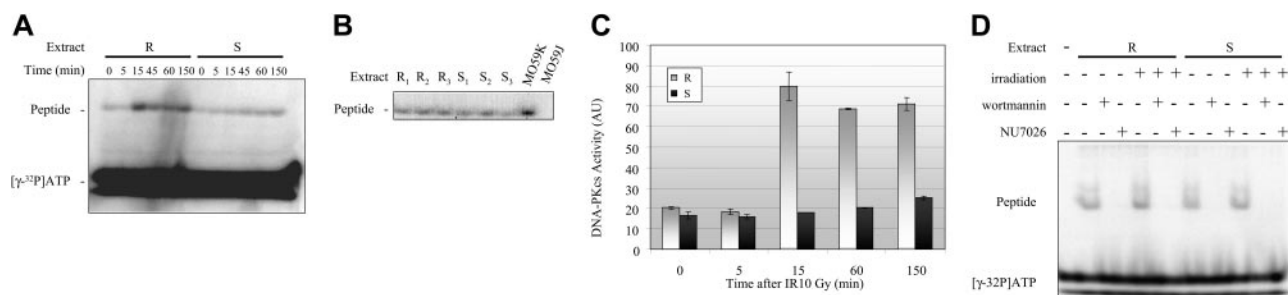 A
Extract R S
Time (min) 0 5 15 45 60 150 0 5 15 45 60 150
Peptide -
[γ-³²P]ATP -
B
Extract R₁ R₂ R₃ S₁ S₂ S₃ MO59K MO59J
Peptide -
C
DNA-PKcs Activity (AU)
100
90
80
70
60
50
40
30
20
10
0
R
S
0 5 15 60 150
Time after IR10 Gy (min)
D
Extract - R S
irradiation - - - - + + + - - - + + +
wortmannin - - + - - + - - + - - + -
NU7026 - - - + - - + - - + - - +
Peptide
[γ-32P]ATP